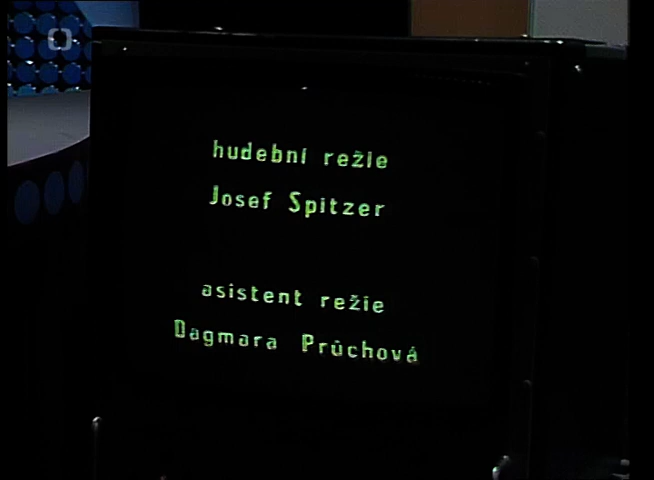 hudební režie
Josef Spitzer
asistent režie
Dagmara Průchová